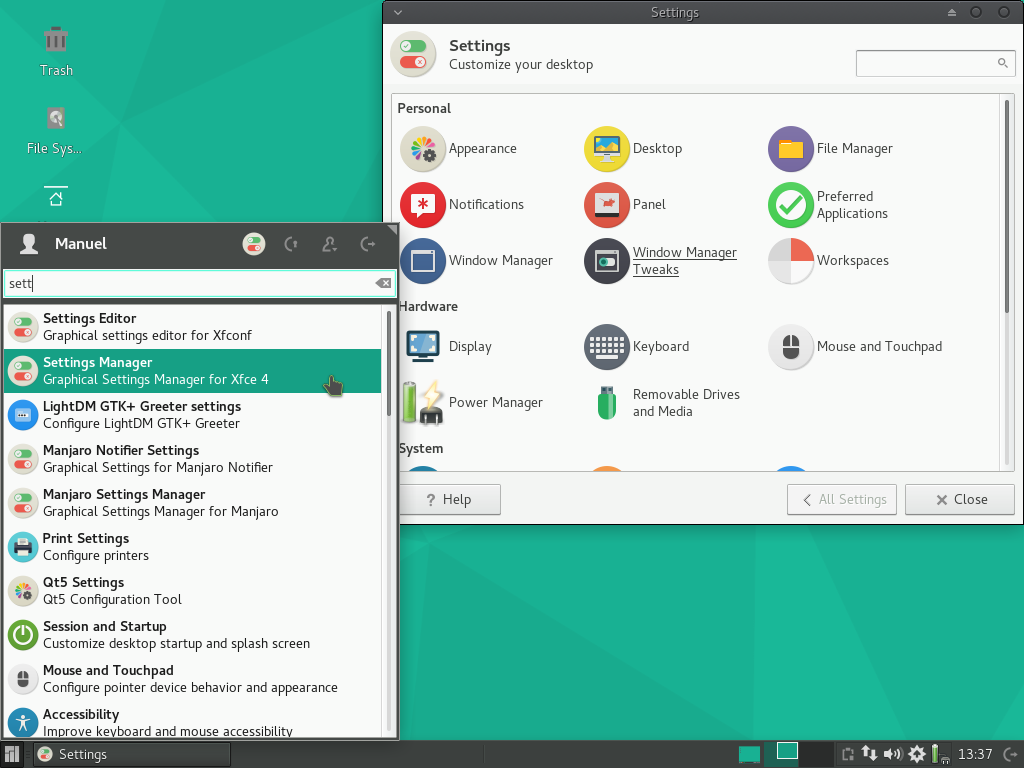 Settings
Trash
File Sys...
Settings
Customize your desktop
Personal
Appearance
Desktop
File Manager
Notifications
Panel
Preferred
Applications
Window Manager
Window Manager
Tweaks
Workspaces
Hardware
Display
Keyboard
Mouse and Touchpad
Power Manager
Removable Drives
and Media
System
Help
All Settings
Close
Manuel
sett
Settings Editor
Graphical settings editor for Xfconf
Settings Manager
Graphical Settings Manager for Xfce 4
LightDM GTK+ Greeter settings
Configure LightDM GTK+ Greeter
Manjaro Notifier Settings
Graphical Settings for Manjaro Notifier
Manjaro Settings Manager
Graphical Settings Manager for Manjaro
Print Settings
Configure printers
Qt5 Settings
Qt5 Configuration Tool
Session and Startup
Customize desktop startup and splash screen
Mouse and Touchpad
Configure pointer device behavior and appearance
Accessibility
Improve keyboard and mouse accessibility
Settings
13:37